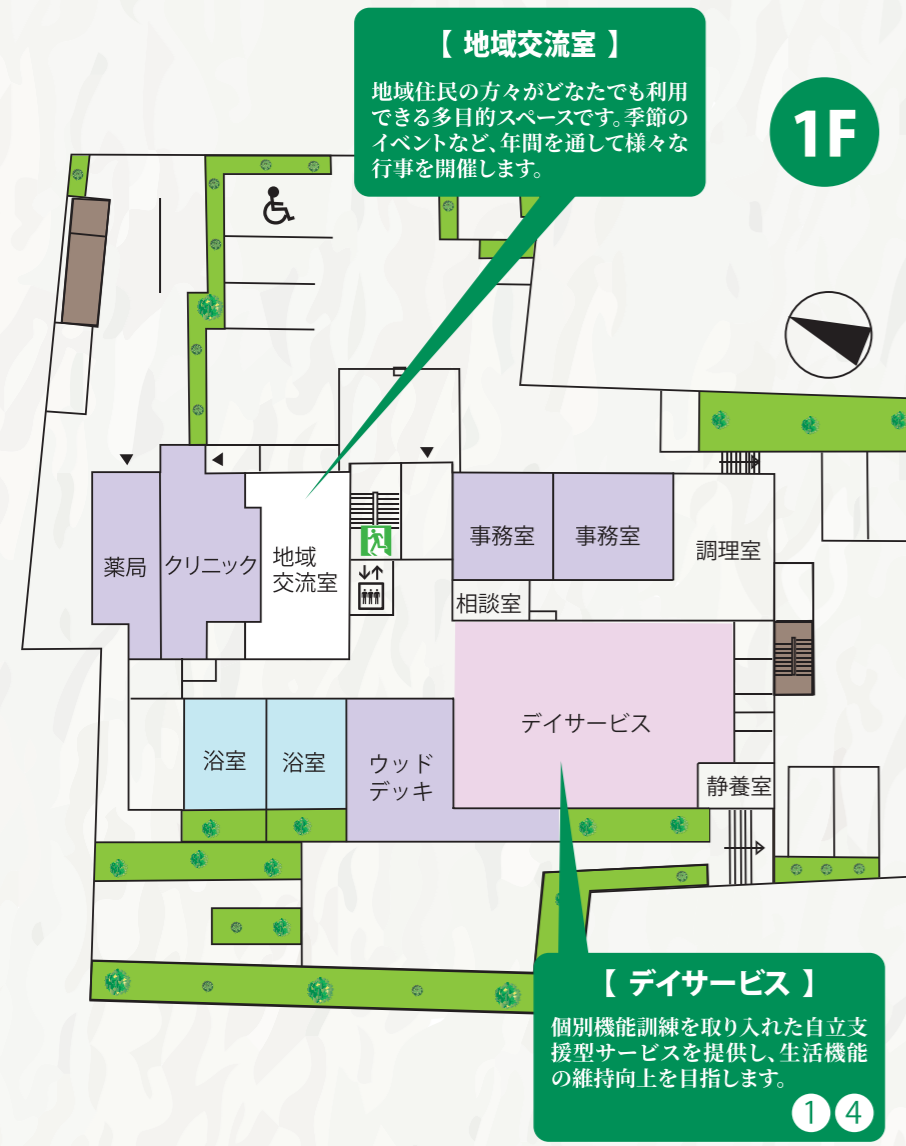 【 地域交流室 】
地域住民の方々がどなたでも利用
できる多目的スペースです。季節の
イベントなど、年間を通して様々な
行事を開催します。
1F
薬局
クリニック
地域
交流室
事務室
事務室
調理室
相談室
デイサービス
浴室
浴室
ウッド
デッキ
静養室
【 デイサービス 】
個別機能訓練を取り入れた自立支
援型サービスを提供し、生活機能
の維持向上を目指します。
1 4